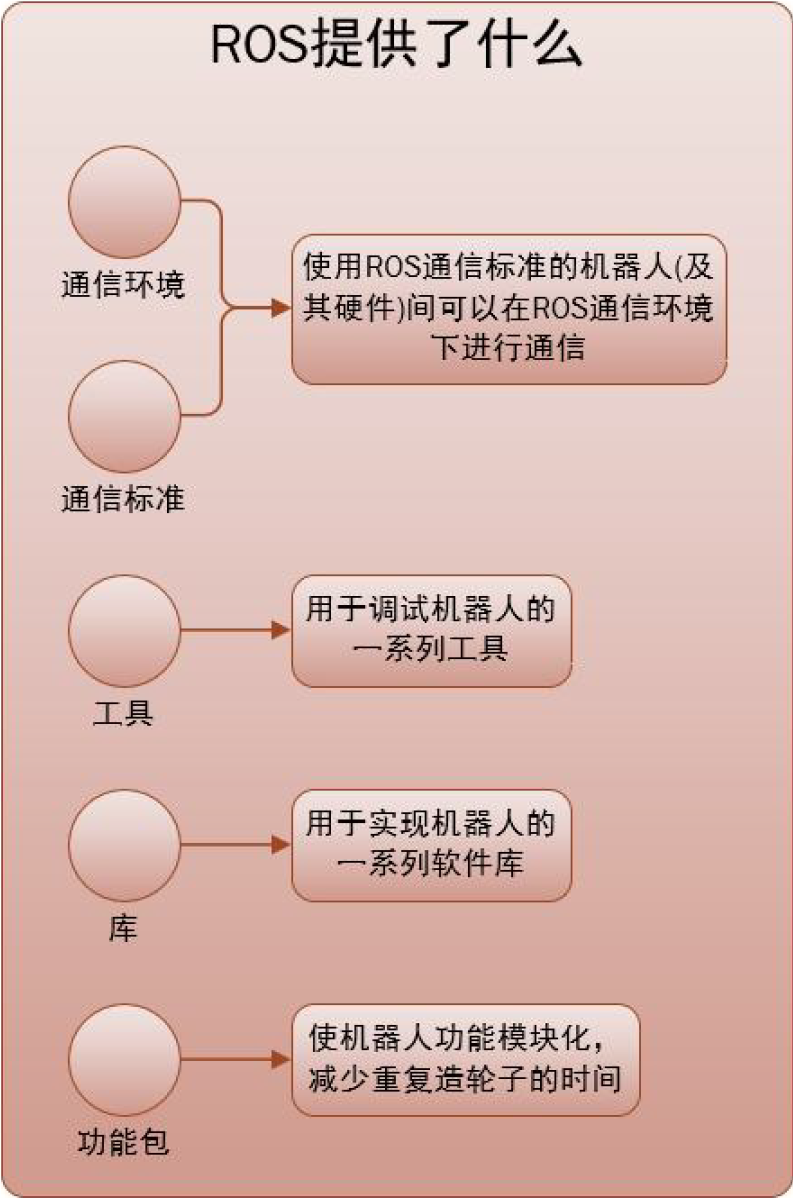 ROS提供了什么
通信环境
使用ROS通信标准的机器人(及
其硬件)间可以在ROS通信环境
下进行通信
通信标准
用于调试机器人的
一系列工具
工具
用于实现机器人的
一系列软件库
库
使机器人功能模块化，
减少重复造轮子的时间
功能包